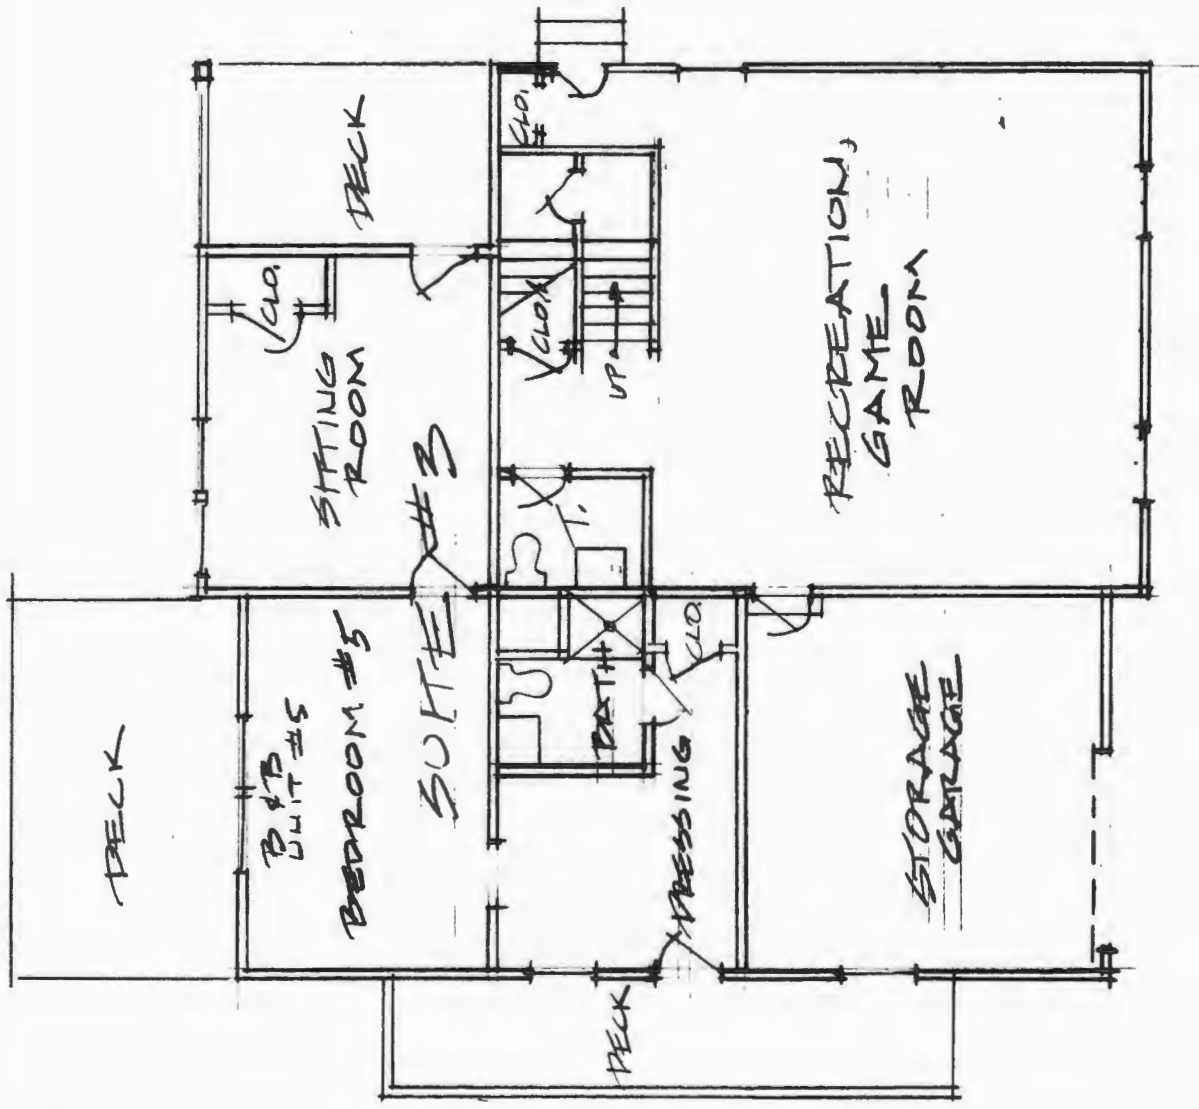 DECK
B & B
UNIT #5
BEDROOM #5
SUITE #3
SITTING
ROOM
CLO.
DECK
CLO.
CLO.
T.
UP
BATH
DECK
DRESSING
CLO.
STORAGE
GARAGE
RECREATION,
GAME
ROOM